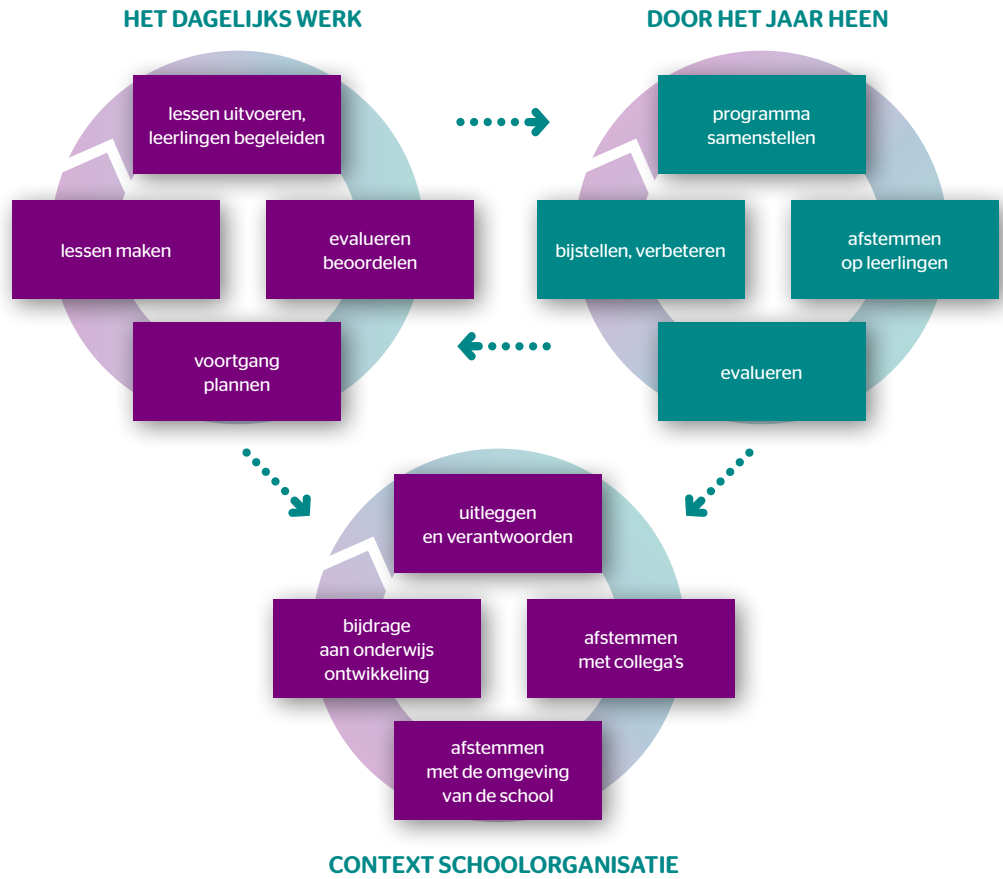 HET DAGELIJKS WERK
lessen uitvoeren,
leerlingen begeleiden
lessen maken
evalueren
beoordelen
voortgang
plannen
DOOR HET JAAR HEEN
programma
samenstellen
bijstellen, verbeteren
afstemmen
op leerlingen
evalueren
uitleggen
en verantwoorden
bijdrage
aan onderwijs
ontwikkeling
afstemmen
met collega's
afstemmen
met de omgeving
van de school
CONTEXT SCHOOLORGANISATIE